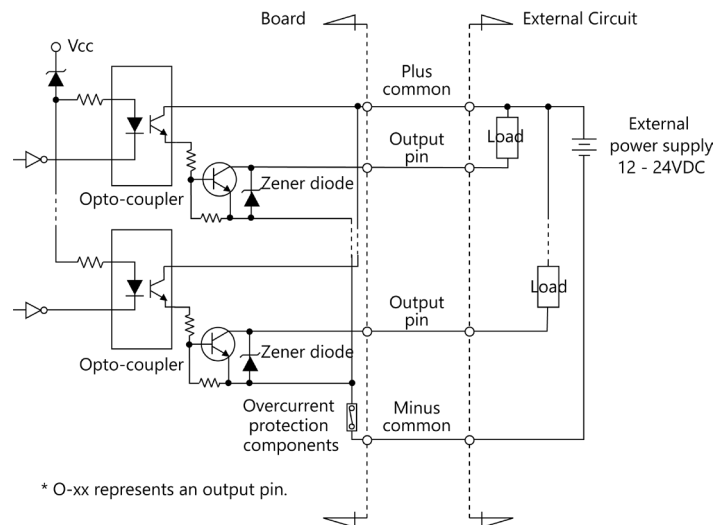 Board
External Circuit
Vcc
Plus
common
Load
External
power supply
12 - 24VDC
Output
pin
Zener diode
Opto-coupler
Load
Output
pin
Zener diode
Opto-coupler
Overcurrent
protection
components
Minus
common
* O-xx represents an output pin.